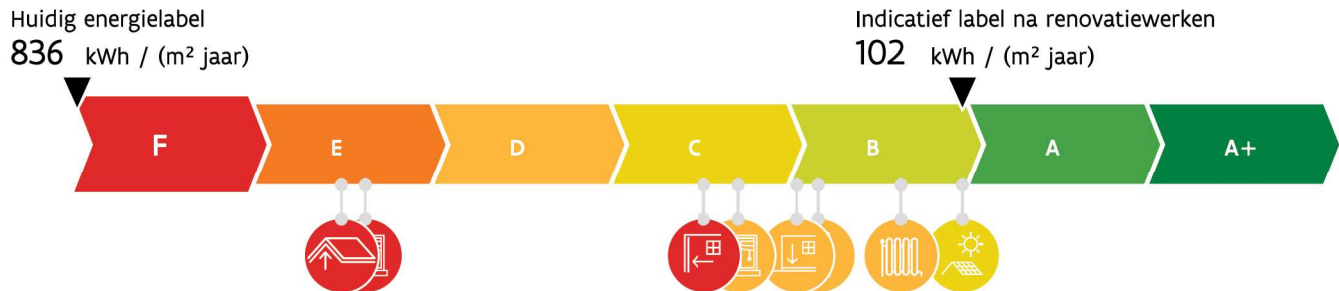 Huidig energielabel
836 kWh / (m² jaar)
Indicatief label na renovatiewerken
102 kWh / (m² jaar)
F E D C B A A+